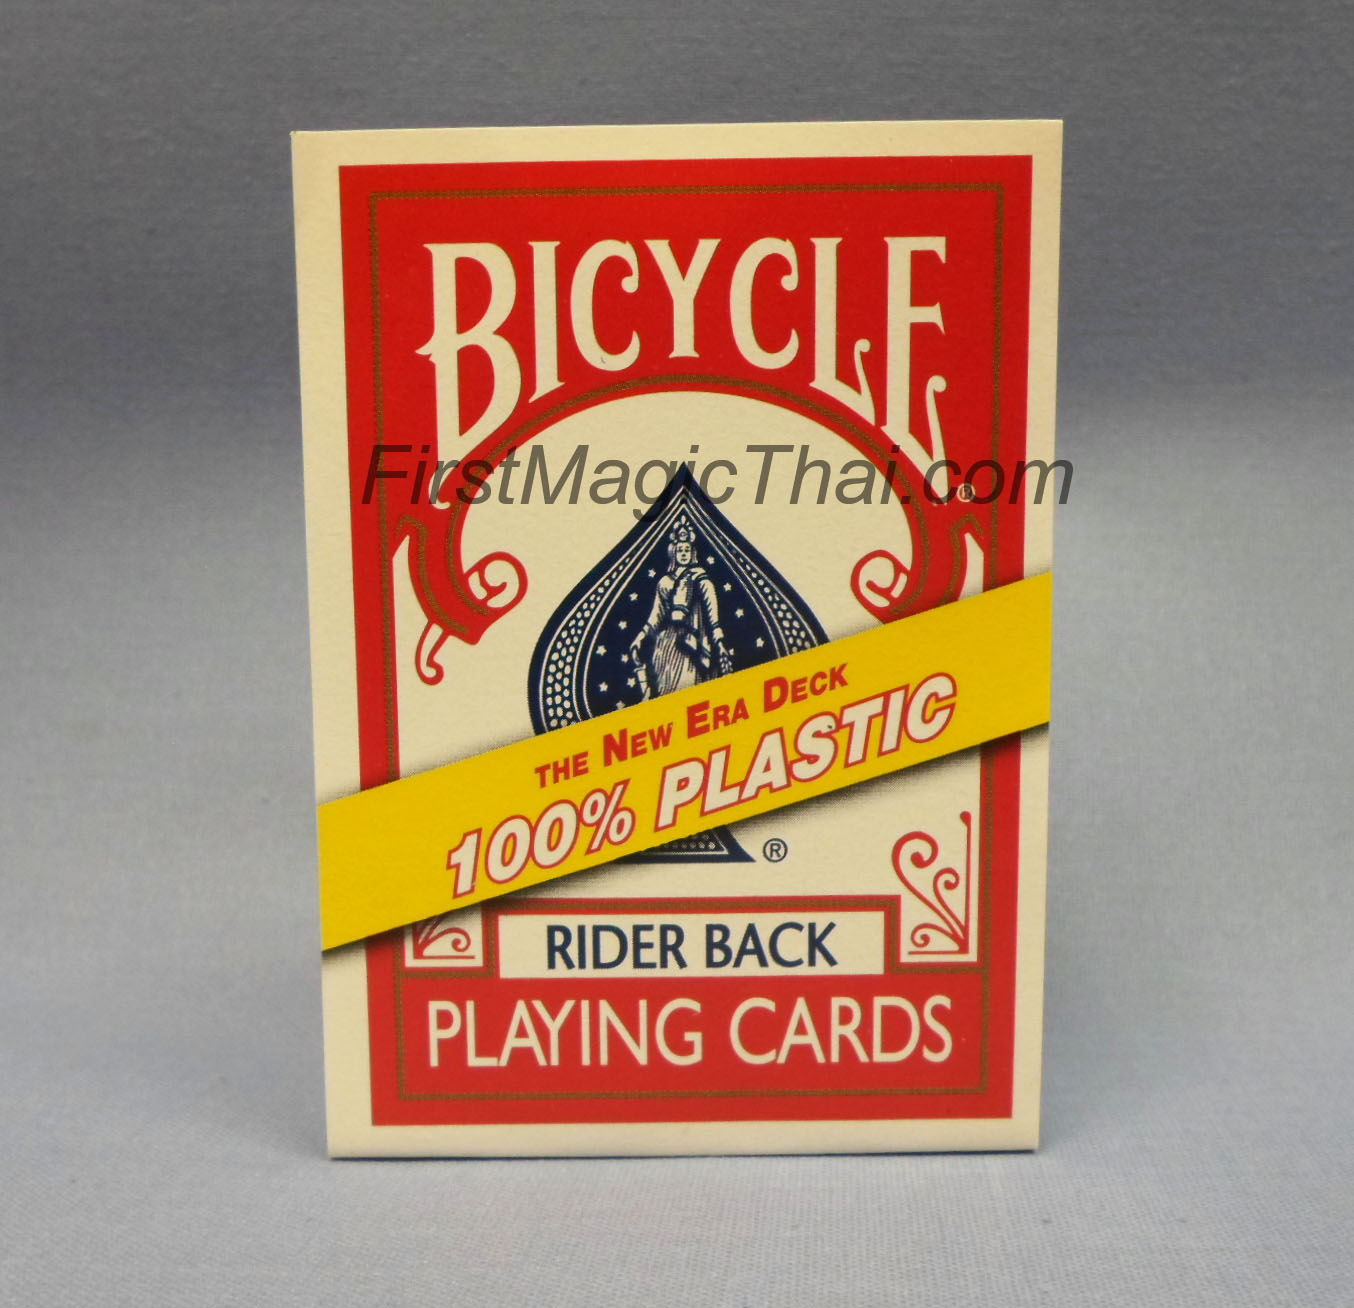 BICYCLE®
FirstMagicThai.com
THE NEW ERA DECK
100% PLASTIC
®
RIDER BACK
PLAYING CARDS